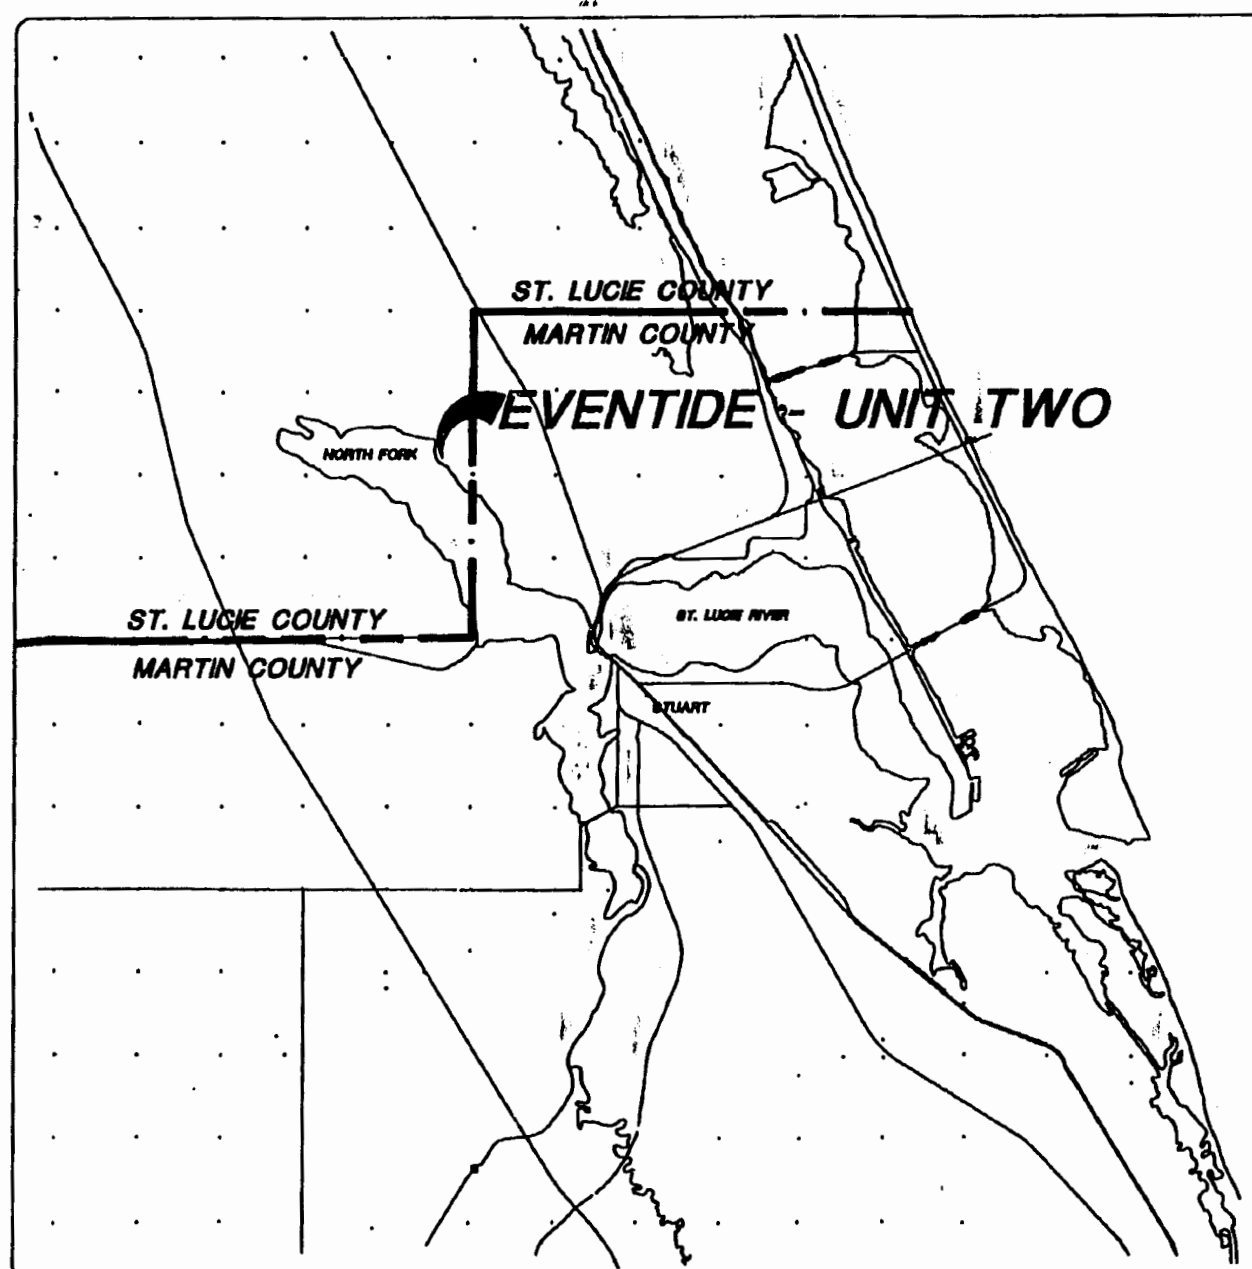 ST. LUCIE COUNTY
MARTIN COUNTY
EVENTIDE - UNIT TWO
NORTH FORK
ST. LUCIE RIVER
ST. LUCIE COUNTY
MARTIN COUNTY
STUART